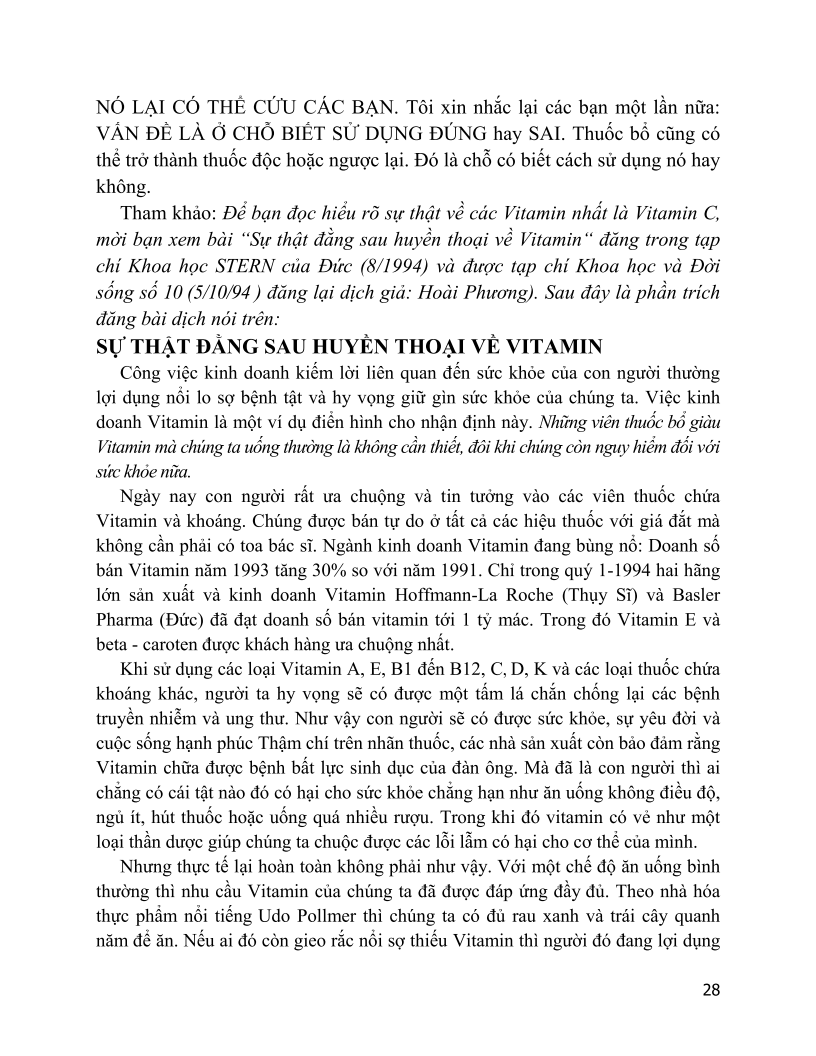 NÓ LẠI CÓ THỂ CỨU CÁC BẠN. Tôi xin nhắc lại các bạn một lần nữa:
VẤN ĐỀ LÀ Ở CHỖ BIẾT SỬ DỤNG ĐÚNG hay SAI. Thuốc bổ cũng có
thể trở thành thuốc độc hoặc ngược lại. Đó là chỗ có biết cách sử dụng nó hay
không.
Tham khảo: Để bạn đọc hiểu rõ sự thật về các Vitamin nhất là Vitamin C,
mời bạn xem bài “Sự thật đằng sau huyền thoại về Vitamin“ đăng trong tạp
chí Khoa học STERN của Đức (8/1994) và được tạp chí Khoa học và Đời
sống số 10 (5/10/94 ) đăng lại dịch giả: Hoài Phương). Sau đây là phần trích
đăng bài dịch nói trên:
SỰ THẬT ĐẰNG SAU HUYỀN THOẠI VỀ VITAMIN
Công việc kinh doanh kiếm lời liên quan đến sức khỏe của con người thường
lợi dụng nổi lo sợ bệnh tật và hy vọng giữ gìn sức khỏe của chúng ta. Việc kinh
doanh Vitamin là một ví dụ điển hình cho nhận định này. Những viên thuốc bổ giàu
Vitamin mà chúng ta uống thường là không cần thiết, đôi khi chúng còn nguy hiểm đối với
sức khỏe nữa.
Ngày nay con người rất ưa chuộng và tin tưởng vào các viên thuốc chứa
Vitamin và khoáng. Chúng được bán tự do ở tất cả các hiệu thuốc với giá đắt mà
không cần phải có toa bác sĩ. Ngành kinh doanh Vitamin đang bùng nổ: Doanh số
bán Vitamin năm 1993 tăng 30% so với năm 1991. Chỉ trong quý 1-1994 hai hãng
lớn sản xuất và kinh doanh Vitamin Hoffmann-La Roche (Thụy Sĩ) và Basler
Pharma (Đức) đã đạt doanh số bán vitamin tới 1 tỷ mác. Trong đó Vitamin E và
beta - caroten được khách hàng ưa chuộng nhất.
Khi sử dụng các loại Vitamin A, E, B1 đến B12, C, D, K và các loại thuốc chứa
khoáng khác, người ta hy vọng sẽ có được một tấm lá chắn chống lại các bệnh
truyền nhiễm và ung thư. Như vậy con người sẽ có được sức khỏe, sự yêu đời và
cuộc sống hạnh phúc Thậm chí trên nhãn thuốc, các nhà sản xuất còn bảo đảm rằng
Vitamin chữa được bệnh bất lực sinh dục của đàn ông. Mà đã là con người thì ai
chẳng có cái tật nào đó có hại cho sức khỏe chẳng hạn như ăn uống không điều độ,
ngủ ít, hút thuốc hoặc uống quá nhiều rượu. Trong khi đó vitamin có vẻ như một
loại thần dược giúp chúng ta chuộc được các lỗi lẫm có hại cho cơ thể của mình.
Nhưng thực tế lại hoàn toàn không phải như vậy. Với một chế độ ăn uống bình
thường thì nhu cầu Vitamin của chúng ta đã được đáp ứng đầy đủ. Theo nhà hóa
thực phẩm nổi tiếng Udo Pollmer thì chúng ta có đủ rau xanh và trái cây quanh
năm để ăn. Nếu ai đó còn gieo rắc nổi sợ thiếu Vitamin thì người đó đang lợi dụng
28